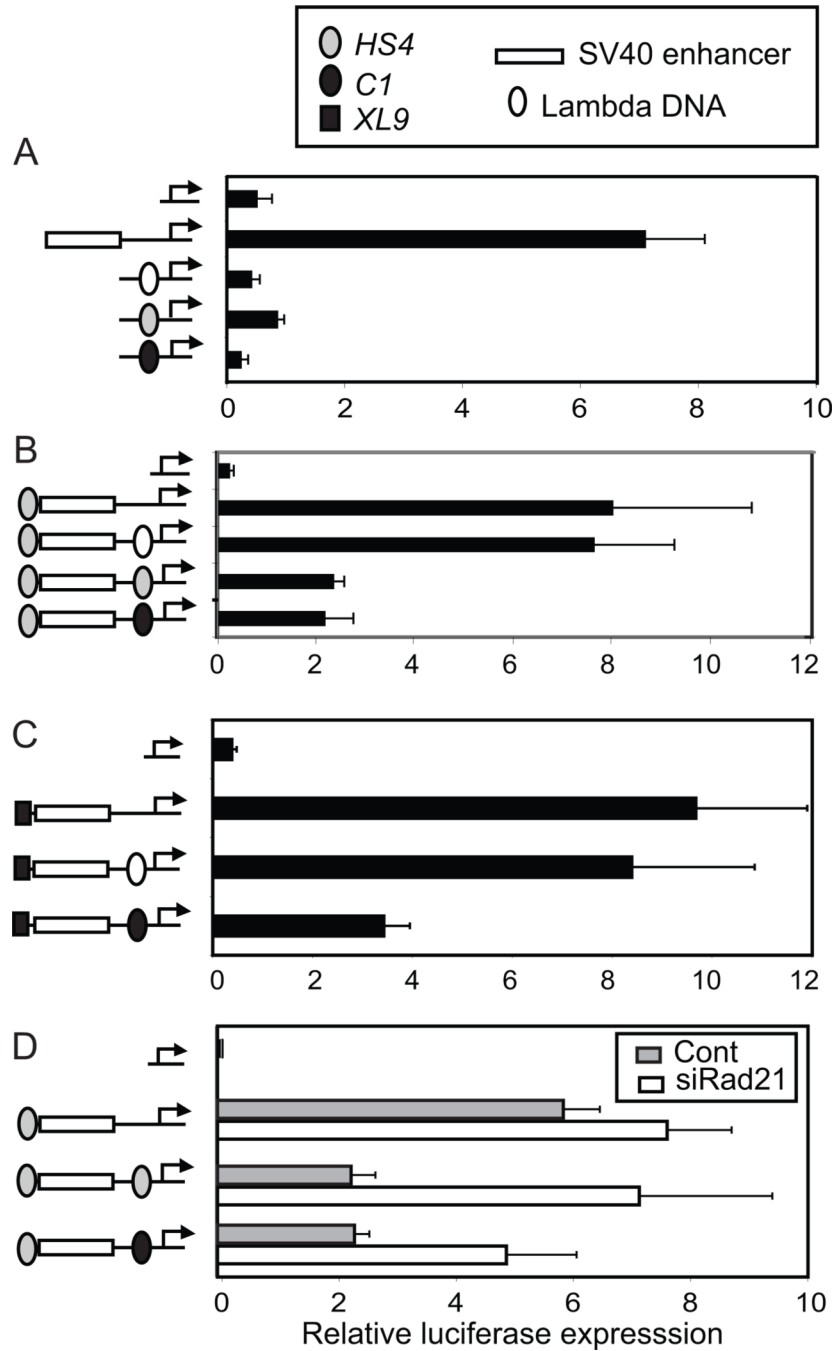 HS4
C1
XL9
SV40 enhancer
Lambda DNA
A
0 2 4 6 8 10
B
0 2 4 6 8 10 12
C
0 2 4 6 8 10 12
D
Cont
siRad21
0 2 4 6 8 10
Relative luciferase expresssion